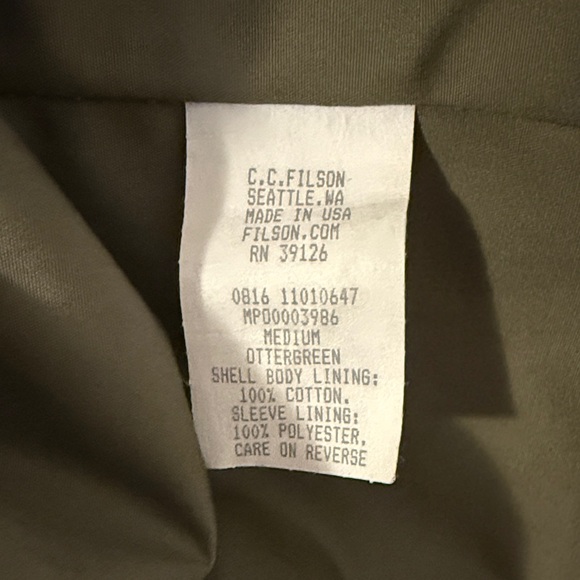 C.C.FILSON
SEATTLE.WA
MADE IN USA
FILSON.COM
RN 39126
0816 11010647
MPO0003986
MEDIUM
OTTERGREEN
SHELL BODY LINING:
100% COTTON.
SLEEVE LINING:
100% POLYESTER.
CARE ON REVERSE